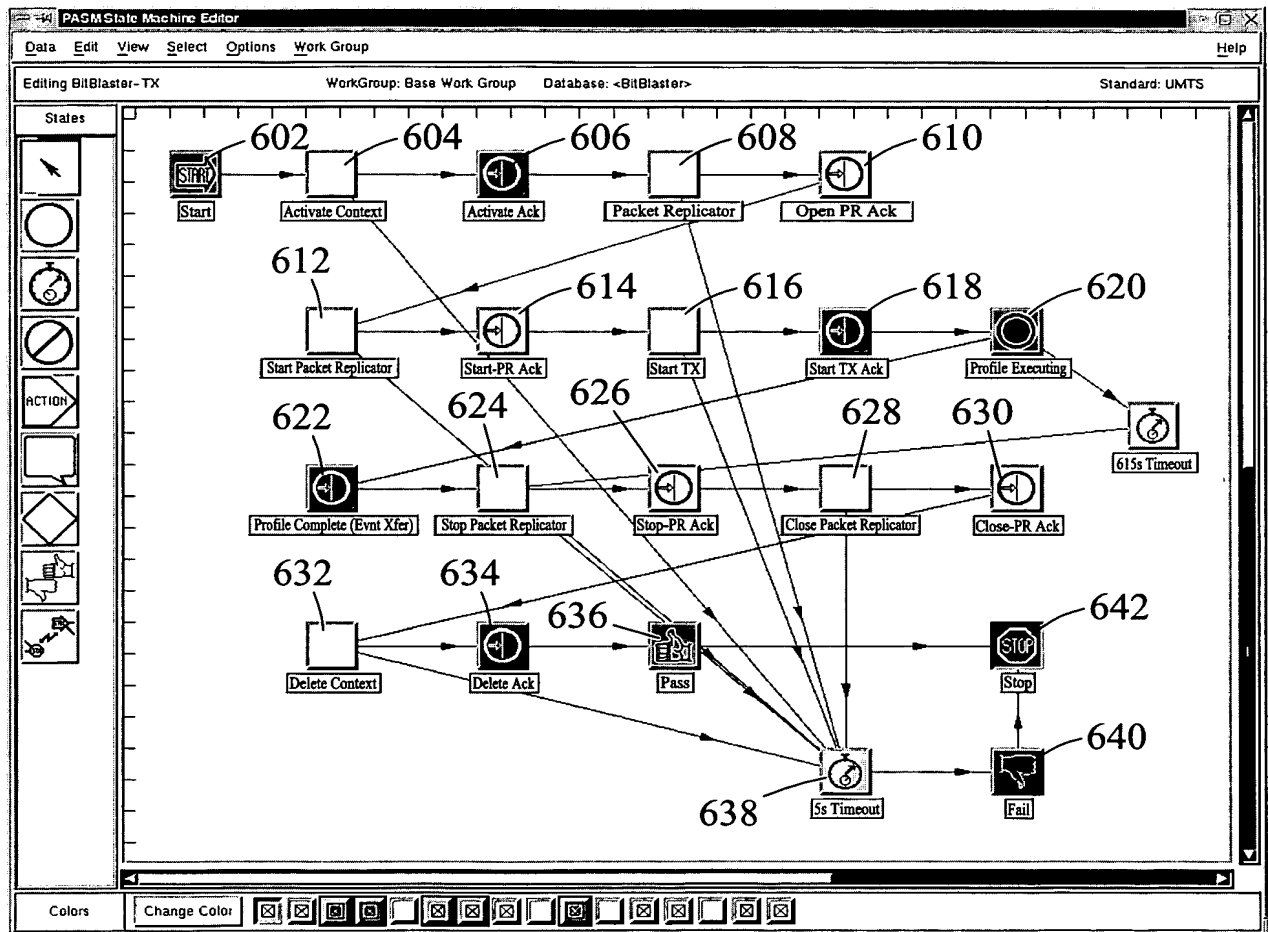 PASMState Machine Editor
Data Edit View Select Options Work Group Help
Editing BitBlaster-TX WorkGroup: Base Work Group Database: <BitBlaster> Standard: UMTS
States
602 604 606 608 610
START
Start Activate Context Activate Ack Packet Replicator Open PR Ack
612 614 616 618 620
Start Packet Replicator Start-PR Ack Start TX Start TX Ack Profile Executing
ACTION
622 624 626 628 630
615s Timeout
Profile Complete (Evnt Xfer) Stop Packet Replicator Stop-PR Ack Close Packet Replicator Close-PR Ack
632 634 636 642
STOP
Delete Context Delete Ack Pass Stop
638 640
5s Timeout Fail
Colors Change Color